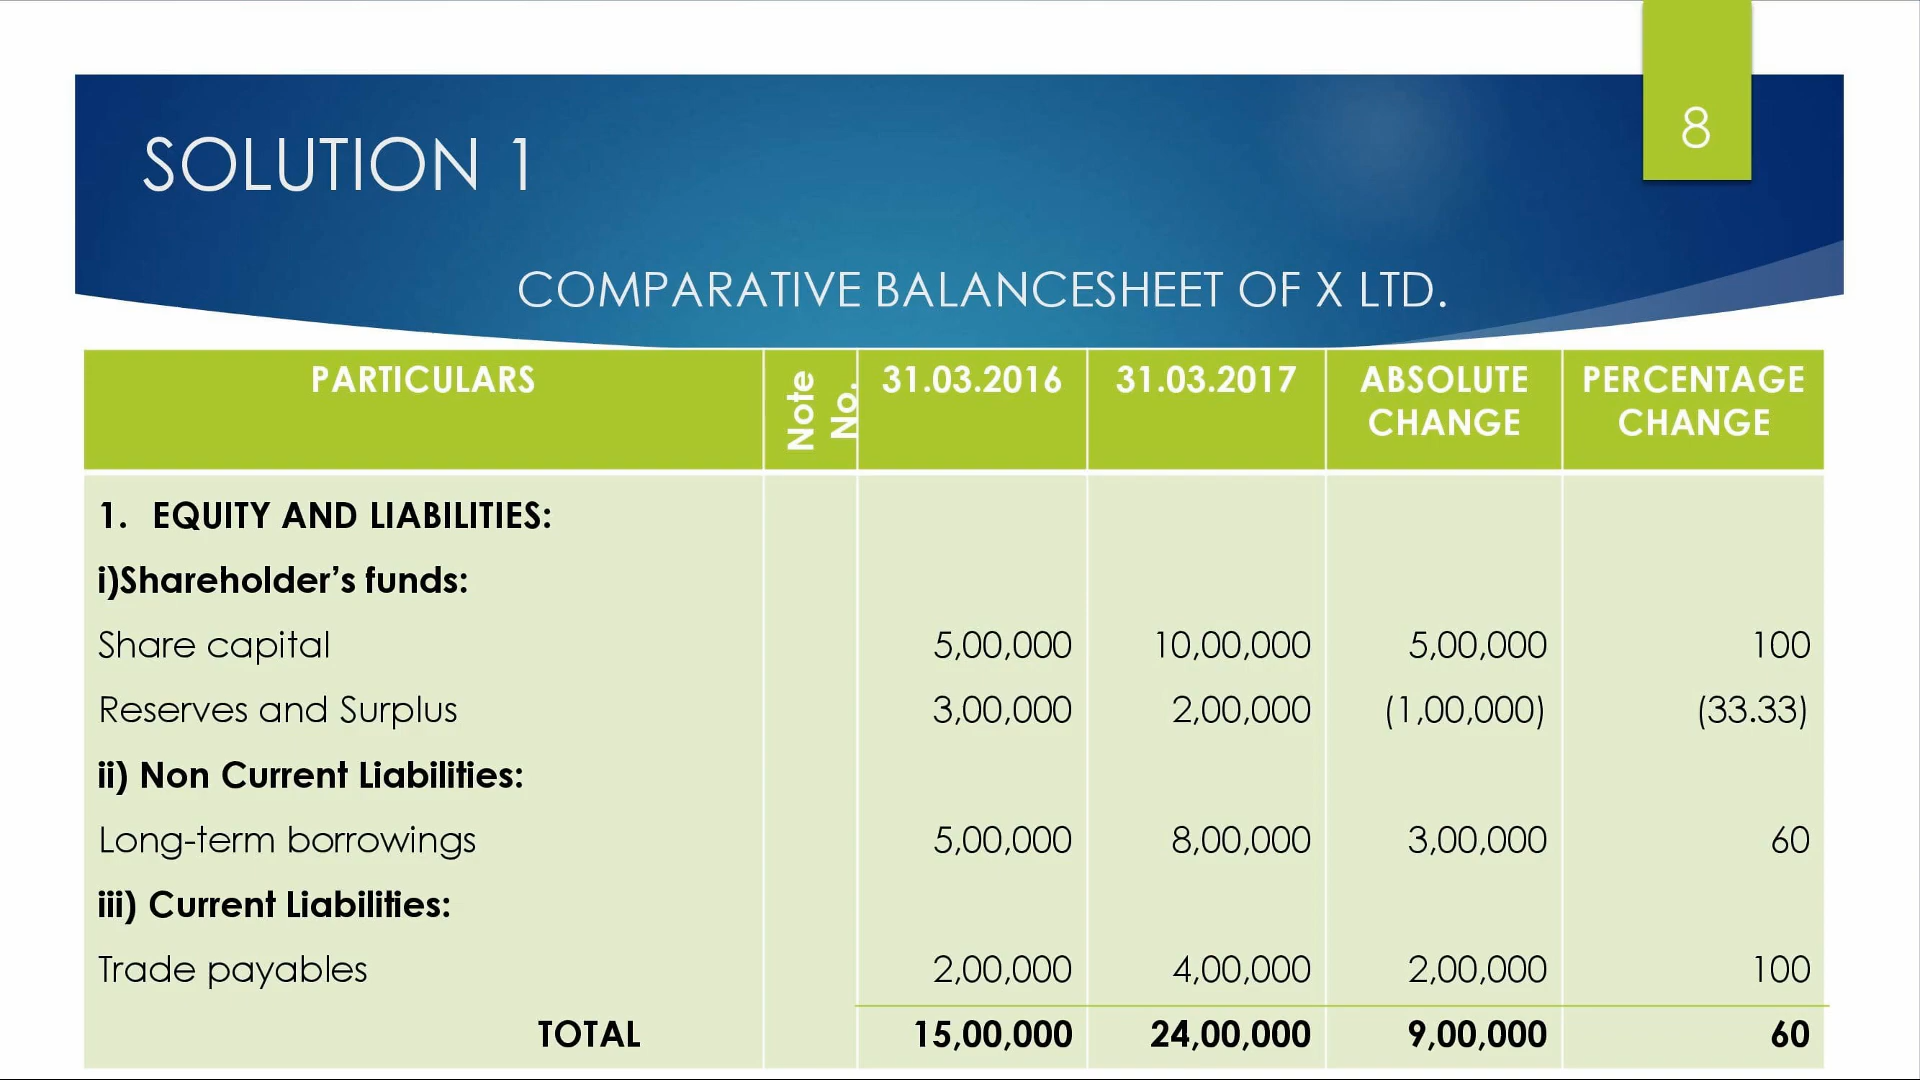 8
SOLUTION 1
COMPARATIVE BALANCESHEET OF X LTD.
PARTICULARS Note No. 31.03.2016 31.03.2017 ABSOLUTE CHANGE PERCENTAGE CHANGE
1. EQUITY AND LIABILITIES:
i)Shareholder’s funds:
Share capital 5,00,000 10,00,000 5,00,000 100
Reserves and Surplus 3,00,000 2,00,000 (1,00,000) (33.33)
ii) Non Current Liabilities:
Long-term borrowings 5,00,000 8,00,000 3,00,000 60
iii) Current Liabilities:
Trade payables 2,00,000 4,00,000 2,00,000 100
TOTAL 15,00,000 24,00,000 9,00,000 60